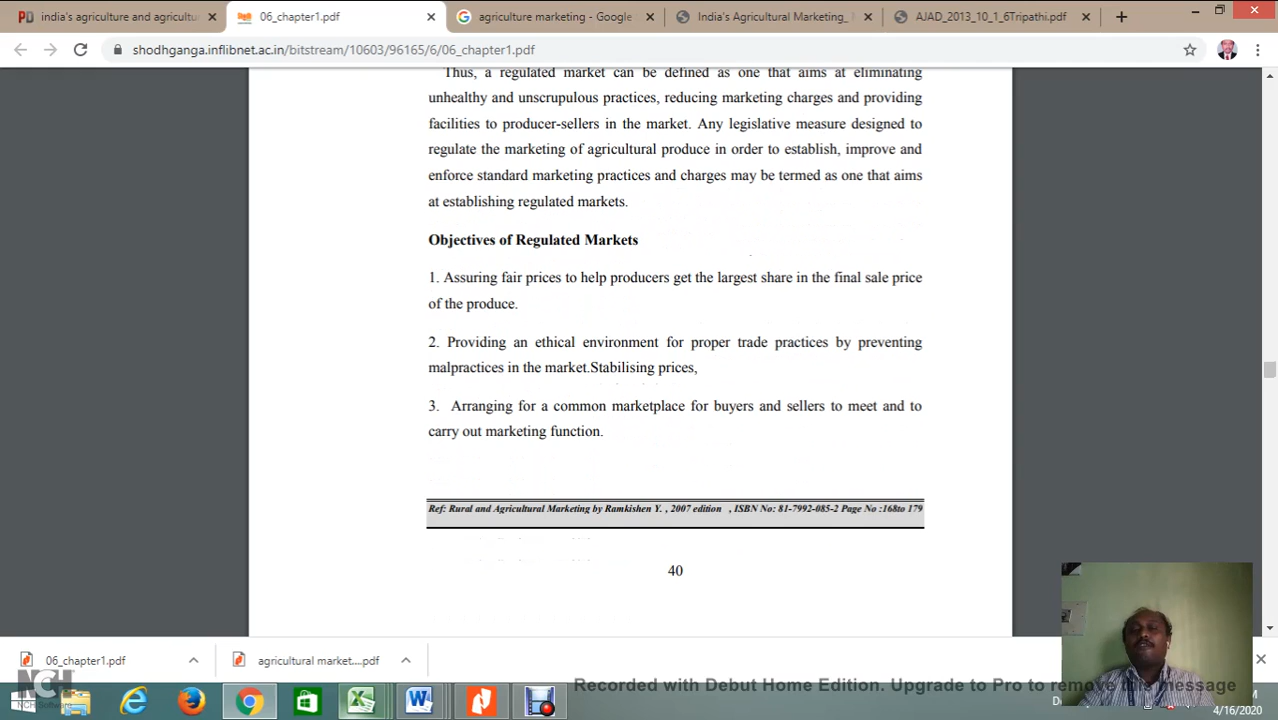 india's agriculture and agricultu
06_chapter1.pdf
agriculture marketing - Google
India's Agricultural Marketing_
AJAD_2013_10_1_6Tripathi.pdf
shodhganga.inflibnet.ac.in/bitstream/10603/96165/6/06_chapter1.pdf
Thus, a regulated market can be defined as one that aims at eliminating
unhealthy and unscrupulous practices, reducing marketing charges and providing
facilities to producer-sellers in the market. Any legislative measure designed to
regulate the marketing of agricultural produce in order to establish, improve and
enforce standard marketing practices and charges may be termed as one that aims
at establishing regulated markets.
Objectives of Regulated Markets
1. Assuring fair prices to help producers get the largest share in the final sale price
of the produce.
2. Providing an ethical environment for proper trade practices by preventing
malpractices in the market.Stabilising prices,
3. Arranging for a common marketplace for buyers and sellers to meet and to
carry out marketing function.
Ref: Rural and Agricultural Marketing by Ramkishen Y. , 2007 edition , ISBN No: 81-7992-085-2 Page No :168to 179
40
06_chapter1.pdf
agricultural market....pdf
NCH
NCH Software
Recorded with Debut Home Edition. Upgrade to Pro to remove this message
4/16/2020